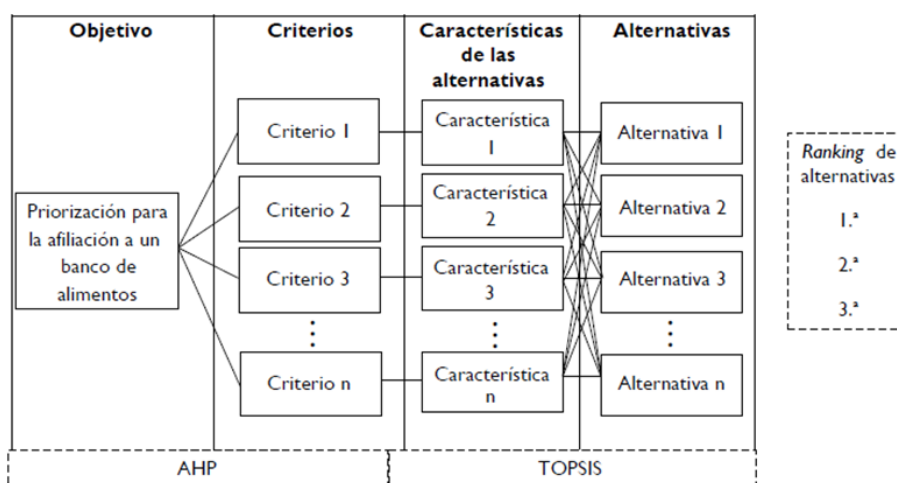 Objetivo
Criterios
Características
de las
alternativas
Alternativas
Priorización para
la afiliación a un
banco de
alimentos
Criterio 1
Criterio 2
Criterio 3
Criterio n
Característica
1
Característica
2
Característica
3
Característica
n
Alternativa 1
Alternativa 2
Alternativa 3
Alternativa n
Ranking de
alternativas
1.ª
2.ª
3.ª
AHP
TOPSIS